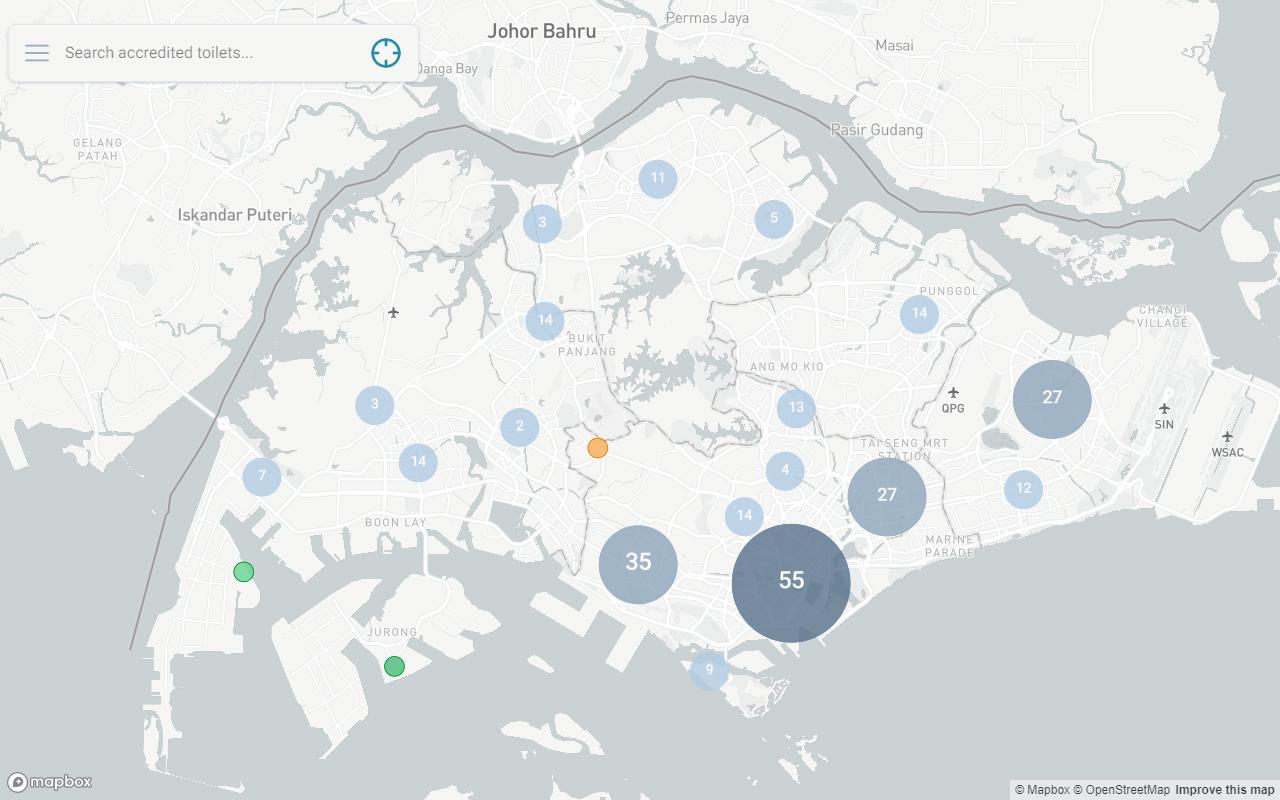 Johor Bahru
Permas Jaya
Masai
Search accredited toilets...
Danga Bay
Pasir Gudang
GELANG
PATAH
11
Iskandar Puteri
3
5
PUNGGOL
CHANGI
VILLAGE
14
14
BUKIT
PANJANG
ANG MO KIO
27
3
13
QPG
2
SIN
TAI SENG MRT
STATION
WSAC
14
4
7
12
27
14
BOON LAY
MARINE
PARADE
35
55
JURONG
9
mapbox
© Mapbox © OpenStreetMap Improve this map